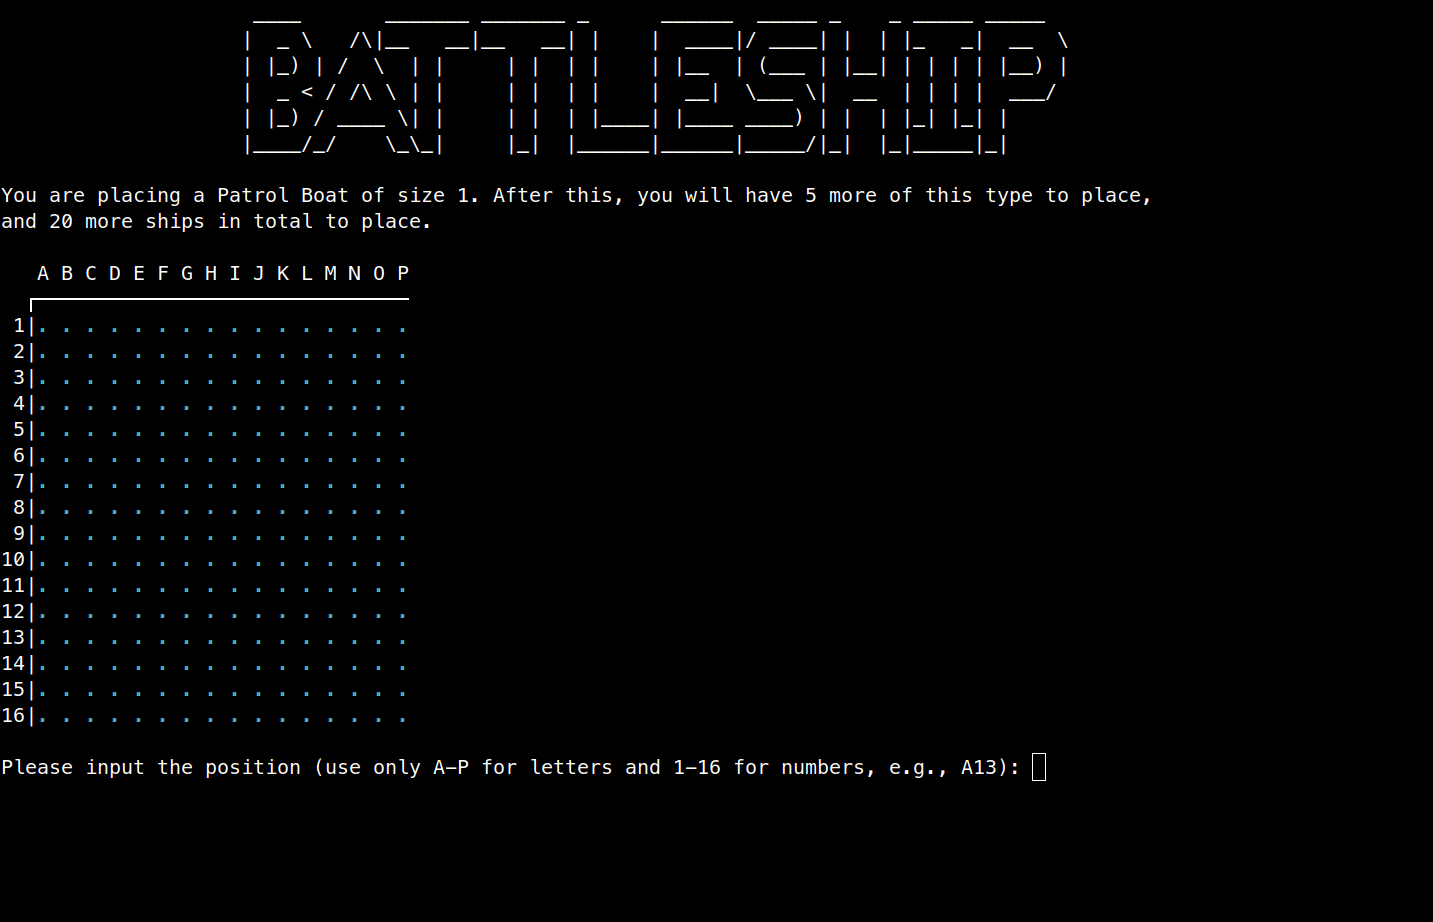 BATTLESHIP
You are placing a Patrol Boat of size 1. After this, you will have 5 more of this type to place,
and 20 more ships in total to place.
A B C D E F G H I J K L M N O P
1|. . . . . . . . . . . . . . . .
2|. . . . . . . . . . . . . . . .
3|. . . . . . . . . . . . . . . .
4|. . . . . . . . . . . . . . . .
5|. . . . . . . . . . . . . . . .
6|. . . . . . . . . . . . . . . .
7|. . . . . . . . . . . . . . . .
8|. . . . . . . . . . . . . . . .
9|. . . . . . . . . . . . . . . .
10|. . . . . . . . . . . . . . . .
11|. . . . . . . . . . . . . . . .
12|. . . . . . . . . . . . . . . .
13|. . . . . . . . . . . . . . . .
14|. . . . . . . . . . . . . . . .
15|. . . . . . . . . . . . . . . .
16|. . . . . . . . . . . . . . . .
Please input the position (use only A-P for letters and 1-16 for numbers, e.g., A13):